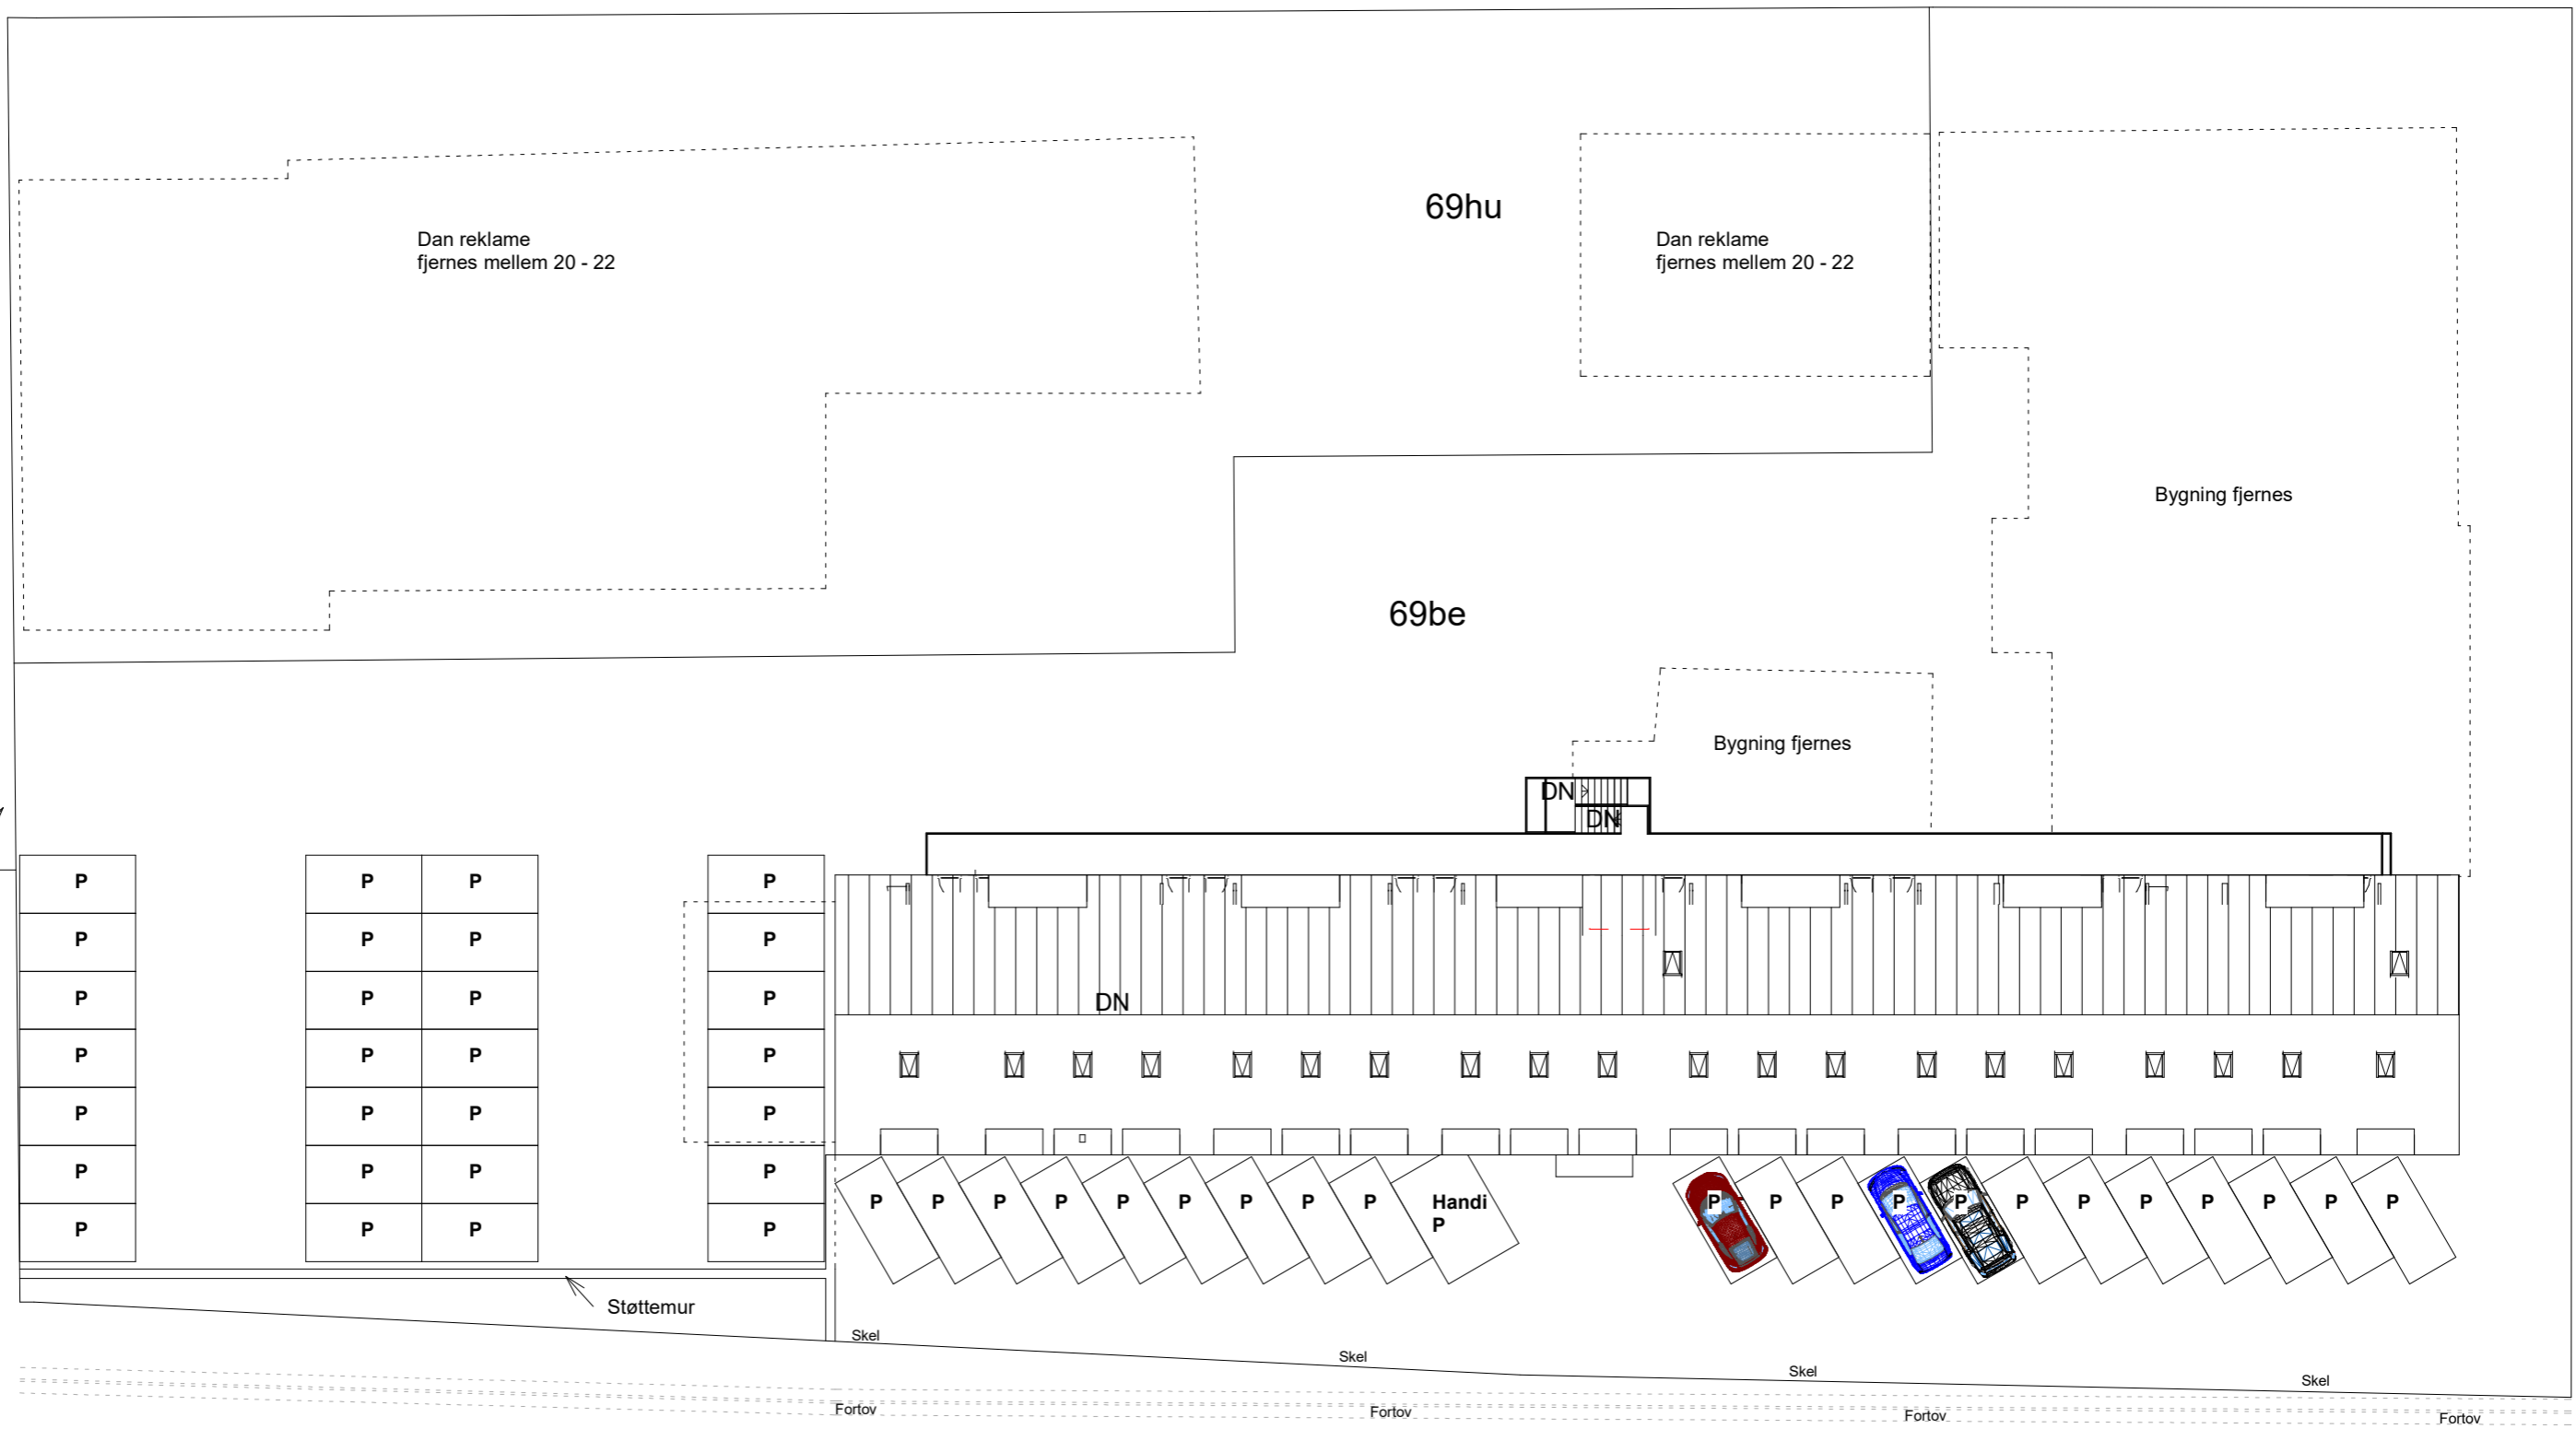 69hu
Dan reklame
fjernes mellem 20 - 22
Dan reklame
fjernes mellem 20 - 22
Bygning fjernes
69be
Bygning fjernes
DN
DN
P P P P
P P P P
P P P P
DN
P P P P
P P P P
P P P P
P P P P
P P P P P P P P P Handi
P
P P P P P P P P P P P P
Støttemur
Skel
Skel
Skel
Skel
Fortov
Fortov
Fortov
Fortov